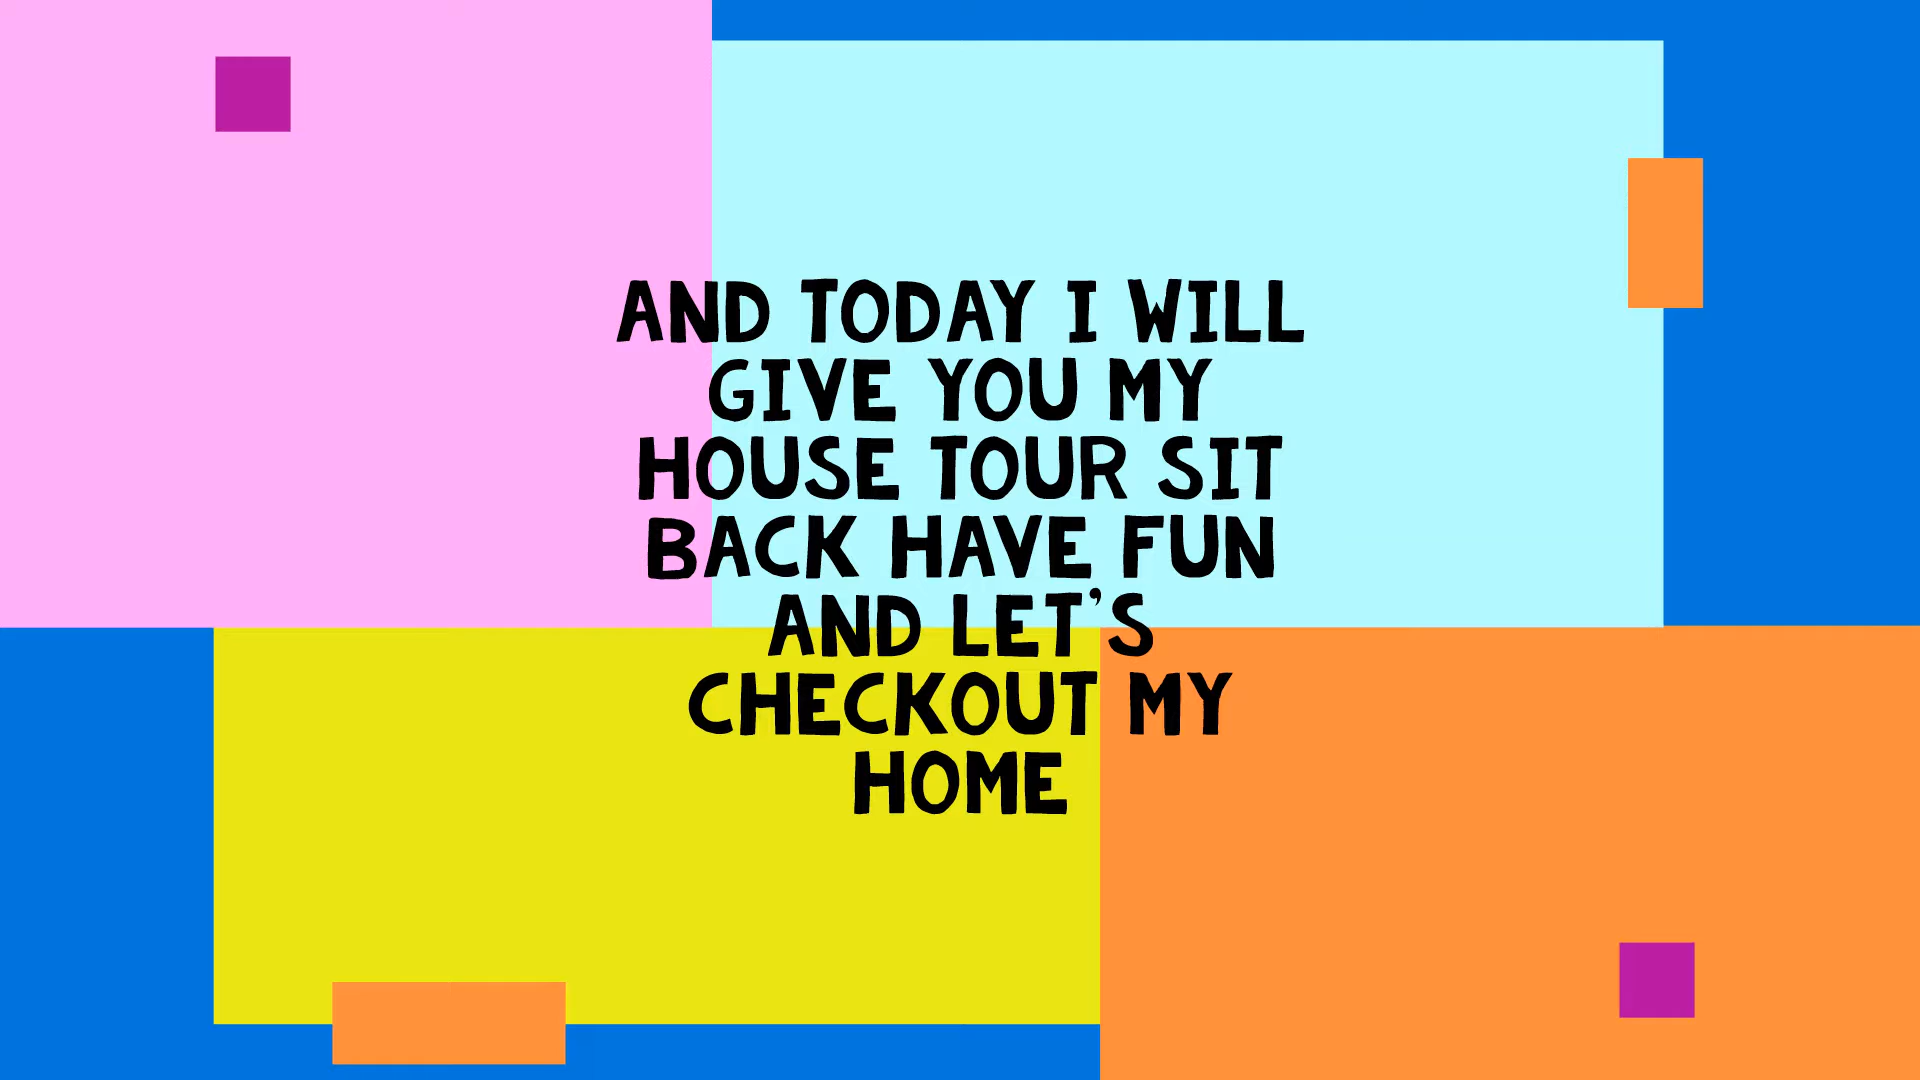 AND TODAY I WILL
GIVE YOU MY
HOUSE TOUR SIT
BACK HAVE FUN
AND LET'S
CHECKOUT MY
HOME